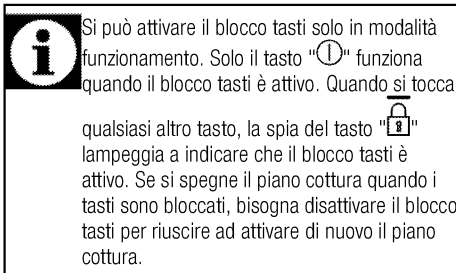 Si può attivare il blocco tasti solo in modalità
funzionamento. Solo il tasto "" funziona
quando il blocco tasti è attivo. Quando si tocca
qualsiasi altro tasto, la spia del tasto ""
lampeggia a indicare che il blocco tasti è
attivo. Se si spegne il piano cottura quando i
tasti sono bloccati, bisogna disattivare il blocco
tasti per riuscire ad attivare di nuovo il piano
cottura.